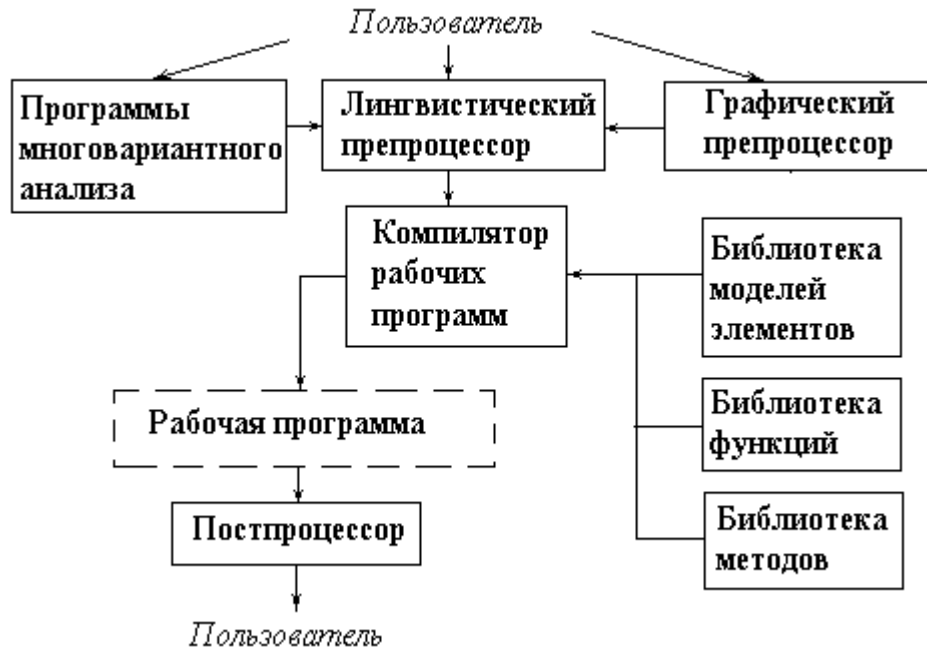 Пользователь
Программы
многовариантного
анализа
Лингвистический
препроцессор
Графический
препроцессор
Компилятор
рабочих
программ
Библиотека
моделей
элементов
Рабочая программа
Библиотека
функций
Постпроцессор
Библиотека
методов
Пользователь